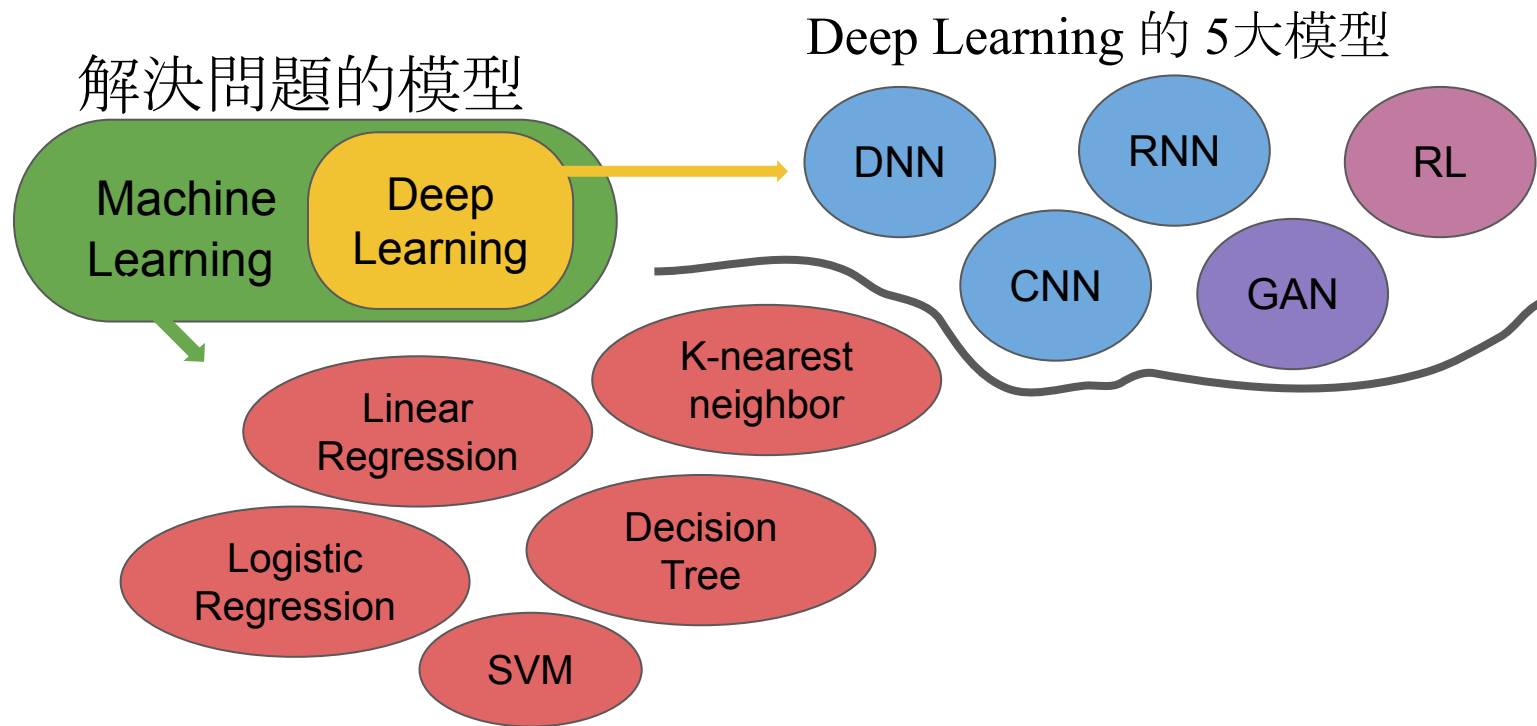 解決問題的模型
Machine
Learning
Deep
Learning
Deep Learning 的 5大模型
DNN
RNN
RL
CNN
GAN
K-nearest
neighbor
Linear
Regression
Decision
Tree
Logistic
Regression
SVM